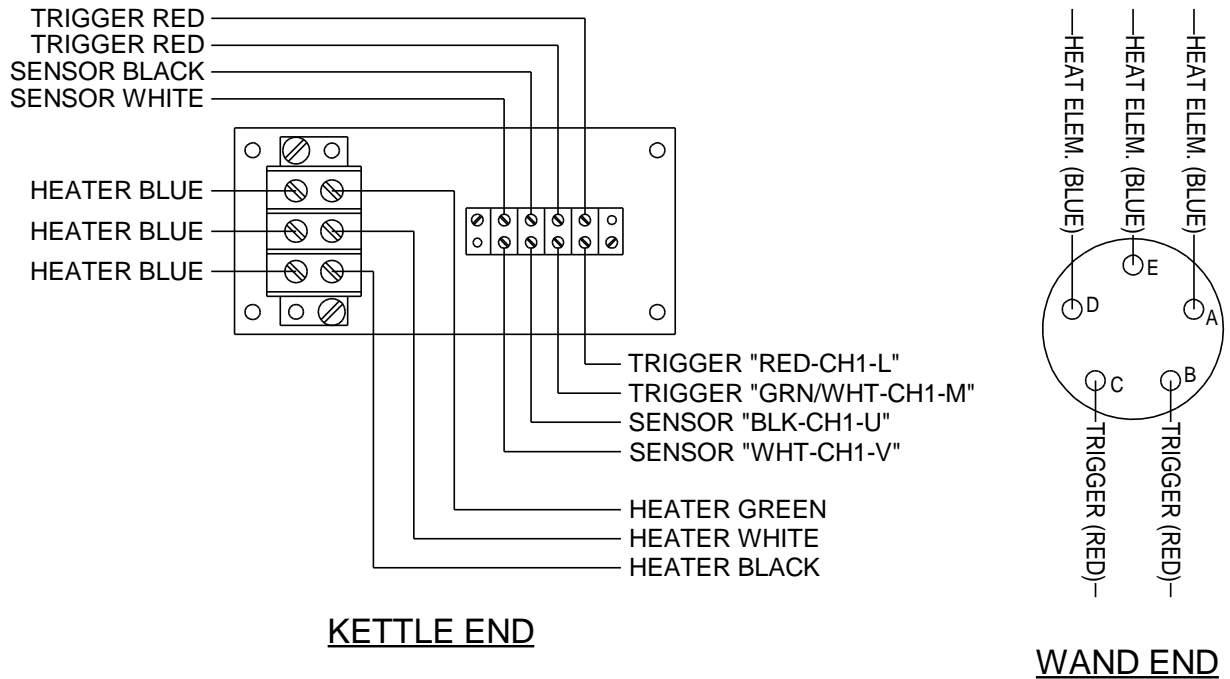 TRIGGER RED
TRIGGER RED
SENSOR BLACK
SENSOR WHITE
HEATER BLUE
HEATER BLUE
HEATER BLUE
TRIGGER "RED-CH1-L"
TRIGGER "GRN/WHT-CH1-M"
SENSOR "BLK-CH1-U"
SENSOR "WHT-CH1-V"
HEATER GREEN
HEATER WHITE
HEATER BLACK
KETTLE END
HEAT ELEM. (BLUE)
HEAT ELEM. (BLUE)
HEAT ELEM. (BLUE)
E
D
A
C
B
TRIGGER (RED)
TRIGGER (RED)
WAND END